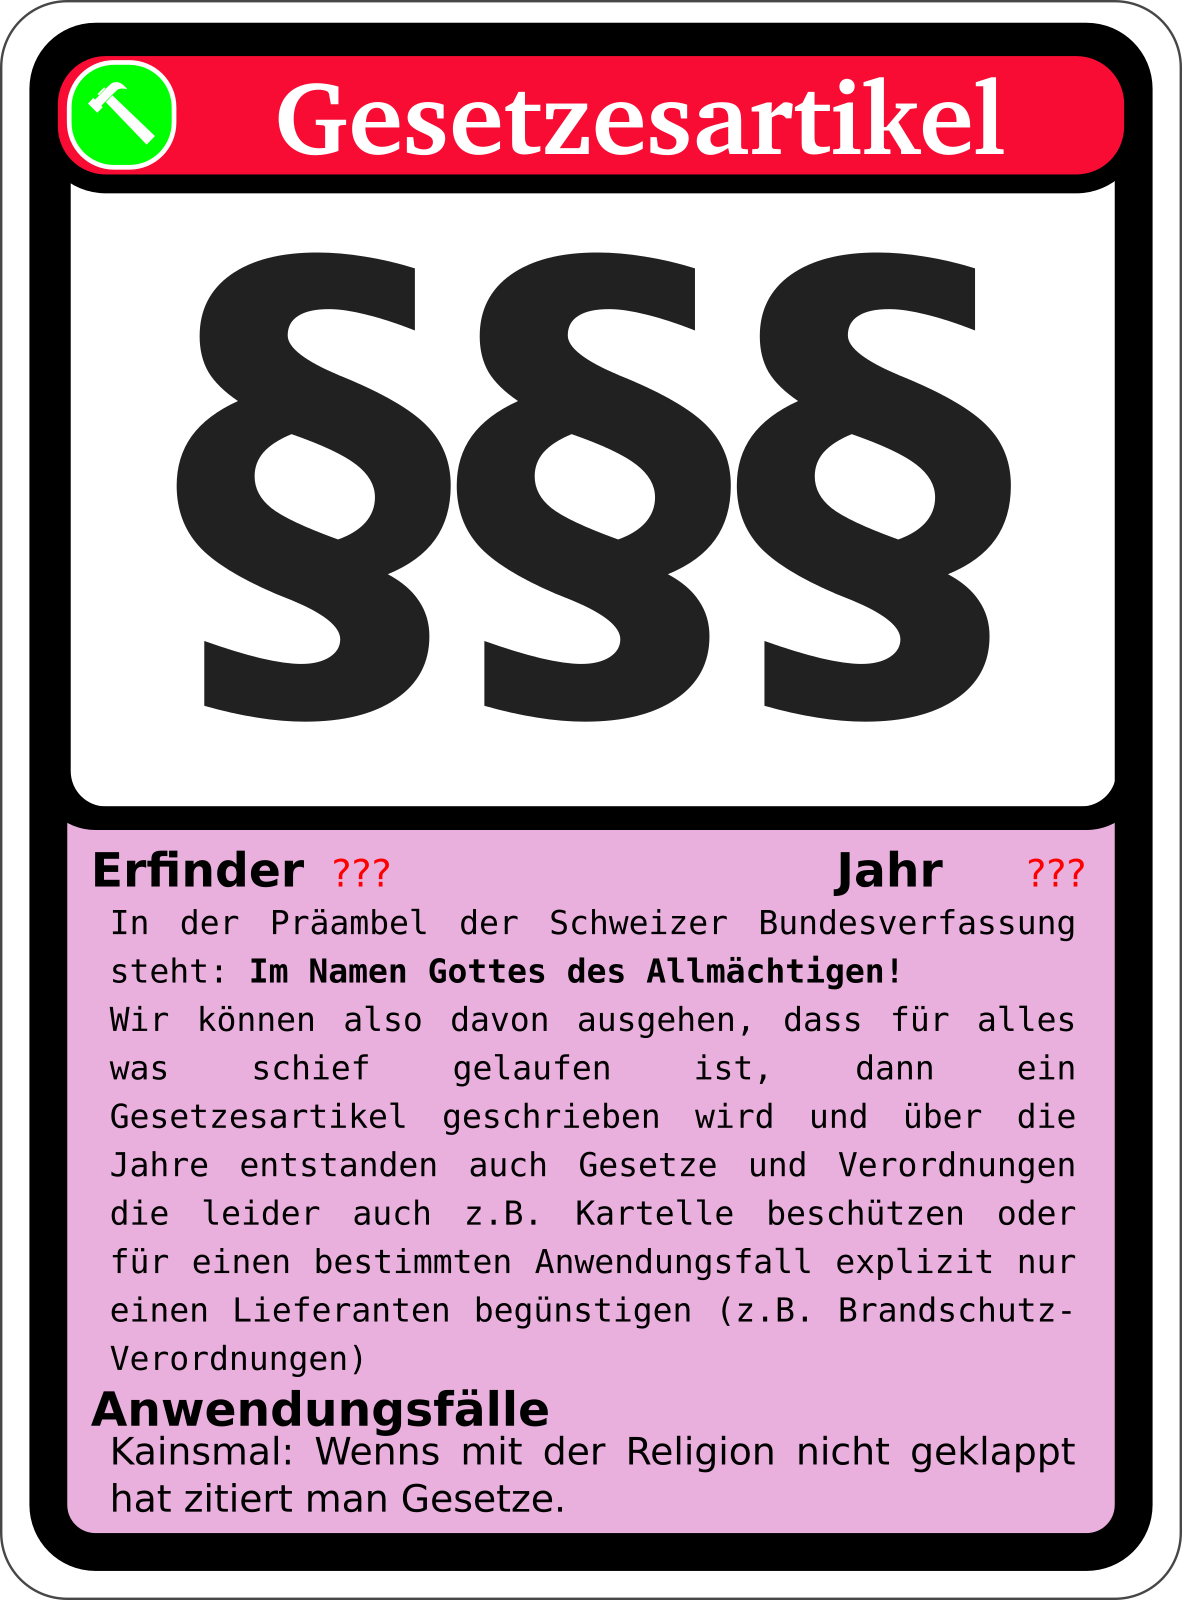 Gesetzesartikel
§§§
Erfinder ??? Jahr ???
In der Präambel der Schweizer Bundesverfassung
steht: Im Namen Gottes des Allmächtigen!
Wir können also davon ausgehen, dass für alles
was schief gelaufen ist, dann ein
Gesetzesartikel geschrieben wird und über die
Jahre entstanden auch Gesetze und Verordnungen
die leider auch z.B. Kartelle beschützen oder
für einen bestimmten Anwendungsfall explizit nur
einen Lieferanten begünstigen (z.B. Brandschutz-
Verordnungen)
Anwendungsfälle
Kainsmal: Wenns mit der Religion nicht geklappt
hat zitiert man Gesetze.